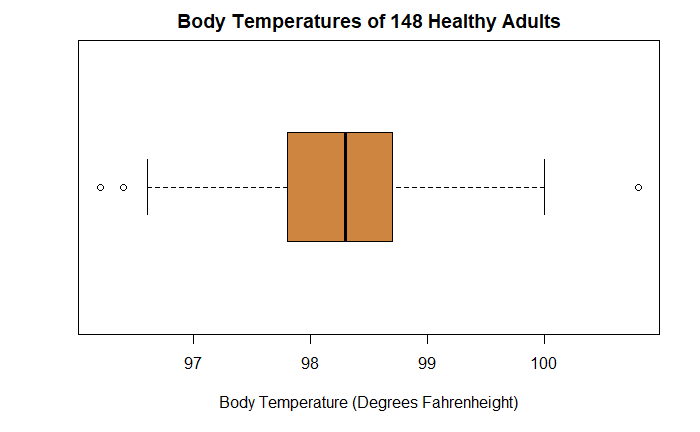 Body Temperatures of 148 Healthy Adults
97 98 99 100
Body Temperature (Degrees Fahrenheight)